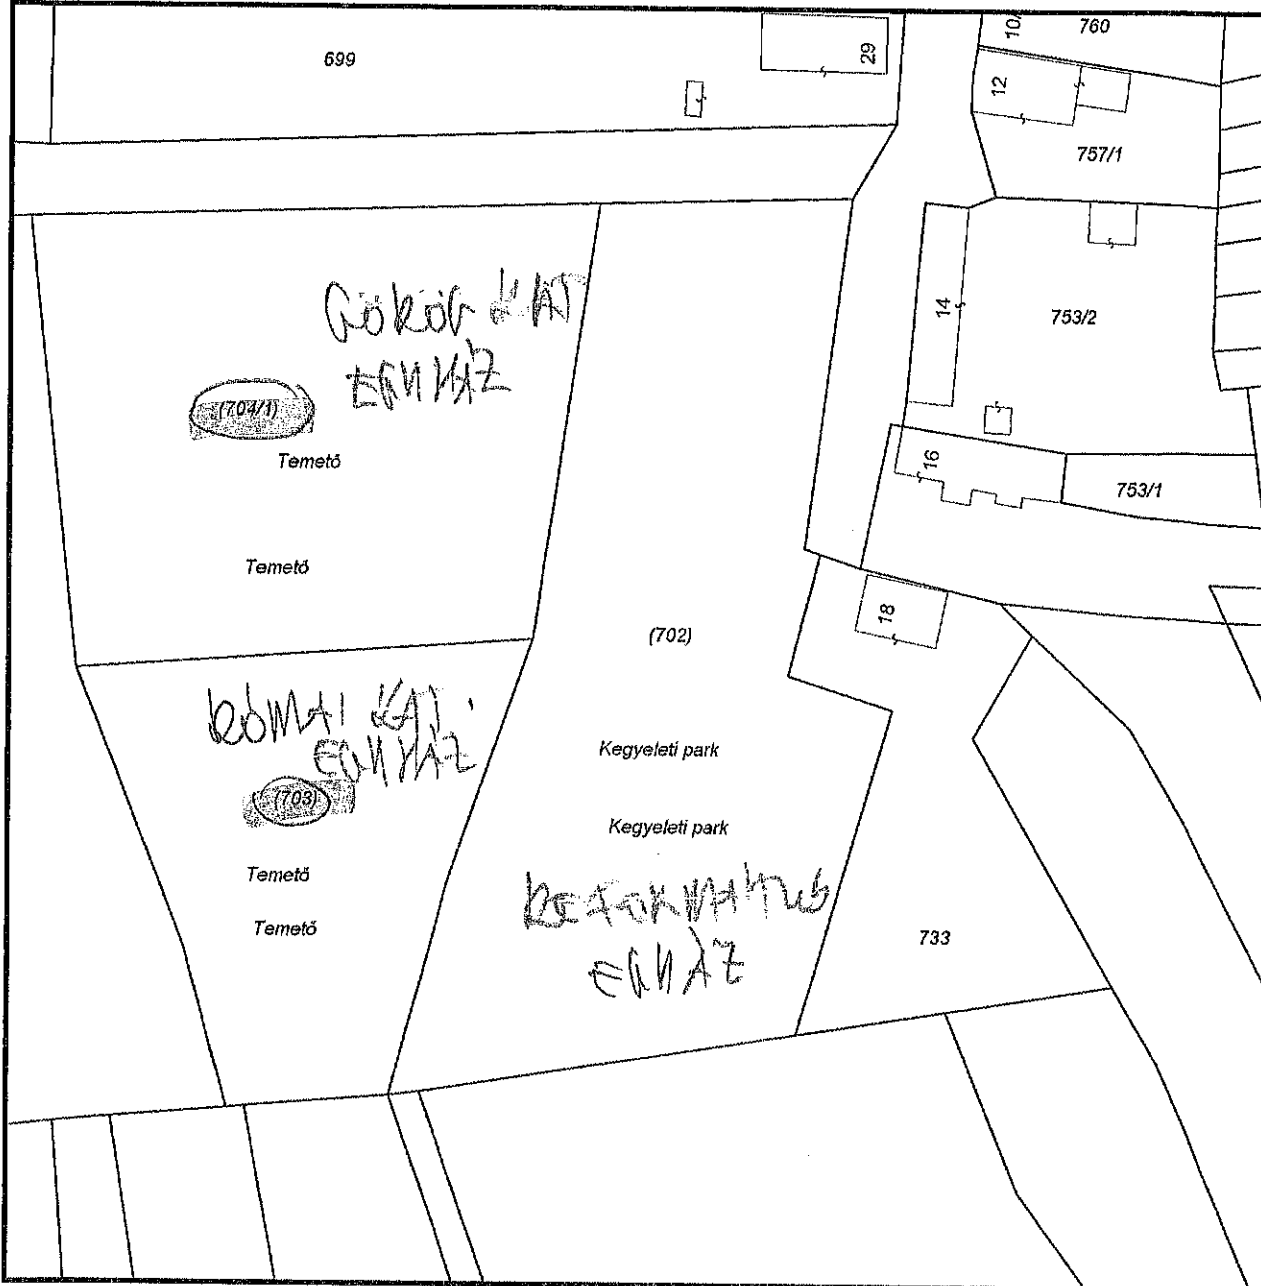 699
29
10/
760
12
757/1
GÖRÖG KAT
EGYHÁZ
14
753/2
(704/1)
Temető
16
753/1
Temető
18
(702)
RÓMAI KAT.
EGYHÁZ
Kegyeleti park
(703)
Kegyeleti park
Temető
REFORMÁTUS
EGYHÁZ
Temető
733